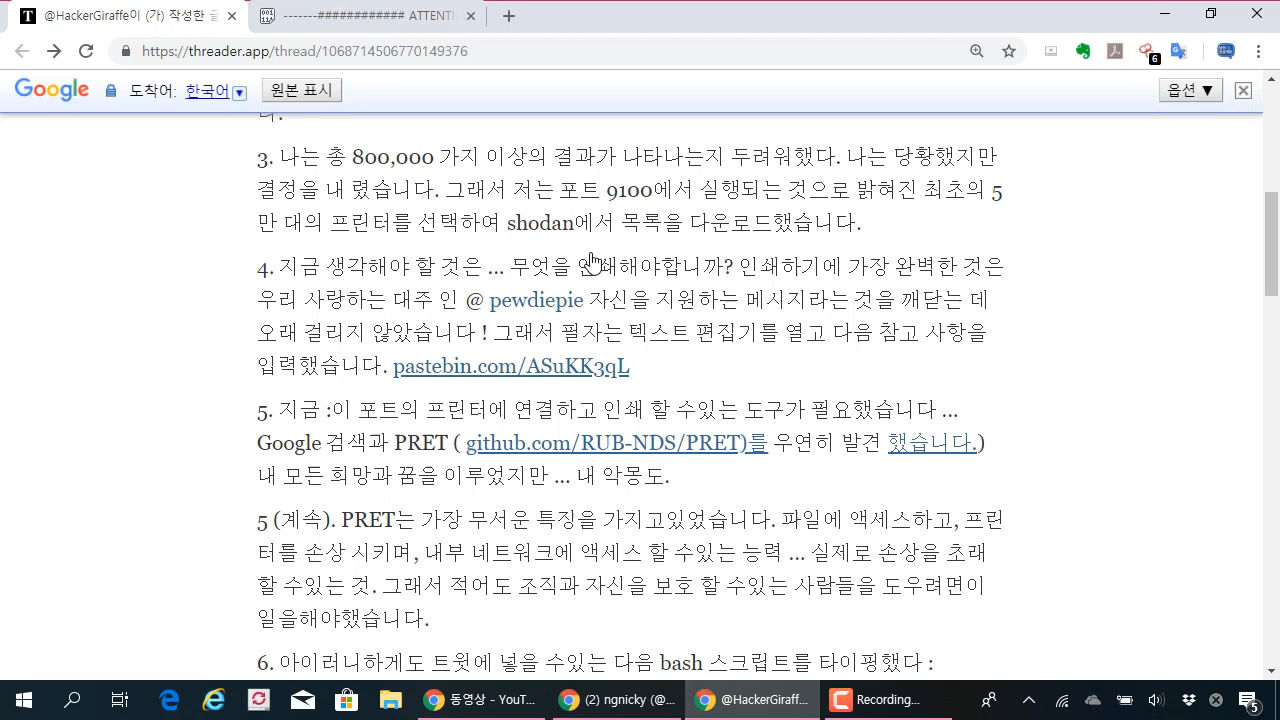 @HackerGiraffe이 (가) 작성한 글
-------############ ATTENTI
https://threader.app/thread/1068714506770149376
6
Google 도착어: 한국어 원본 표시 옵션 ▼
다.
3. 나는 총 800,000 가지 이상의 결과가 나타나는지 두려워했다. 나는 당황했지만
결정을 내 렸습니다. 그래서 저는 포트 9100에서 실행되는 것으로 밝혀진 최초의 5
만 대의 프린터를 선택하여 shodan에서 목록을 다운로드했습니다.
4. 지금 생각해야 할 것은 ... 무엇을 인쇄해야합니까? 인쇄하기에 가장 완벽한 것은
우리 사랑하는 대주 인 @ pewdiepie 자신을 지원하는 메시지라는 것을 깨닫는 데
오래 걸리지 않았습니다 ! 그래서 필자는 텍스트 편집기를 열고 다음 참고 사항을
입력했습니다. pastebin.com/ASuKK3qL
5. 지금 :이 포트의 프린터에 연결하고 인쇄 할 수있는 도구가 필요했습니다 ...
Google 검색과 PRET ( github.com/RUB-NDS/PRET)를 우연히 발견 했습니다.)
내 모든 희망과 꿈을 이루었지만 ... 내 악몽도.
5 (계속). PRET는 가장 무서운 특징을 가지고있었습니다. 파일에 액세스하고, 프린
터를 손상 시키며, 내부 네트워크에 액세스 할 수있는 능력 ... 실제로 손상을 초래
할 수있는 것. 그래서 적어도 조직과 자신을 보호 할 수있는 사람들을 도우려면이
일을해야했습니다.
6. 아이러니하게도 트윗에 넣을 수있는 다음 bash 스크립트를 타이핑했다 :
동영상 - YouT... (2) ngnicky (@... @HackerGiraff... Recording... 5